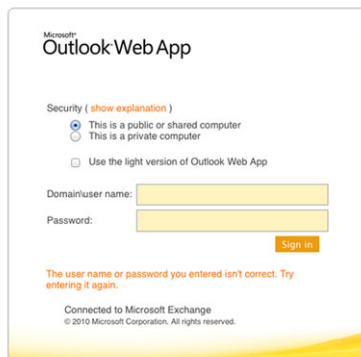 Microsoft®
Outlook Web App
Security ( show explanation )
This is a public or shared computer
This is a private computer
Use the light version of Outlook Web App
Domain\user name:
Password:
Sign in
The user name or password you entered isn't correct. Try
entering it again.
Connected to Microsoft Exchange
© 2010 Microsoft Corporation. All rights reserved.